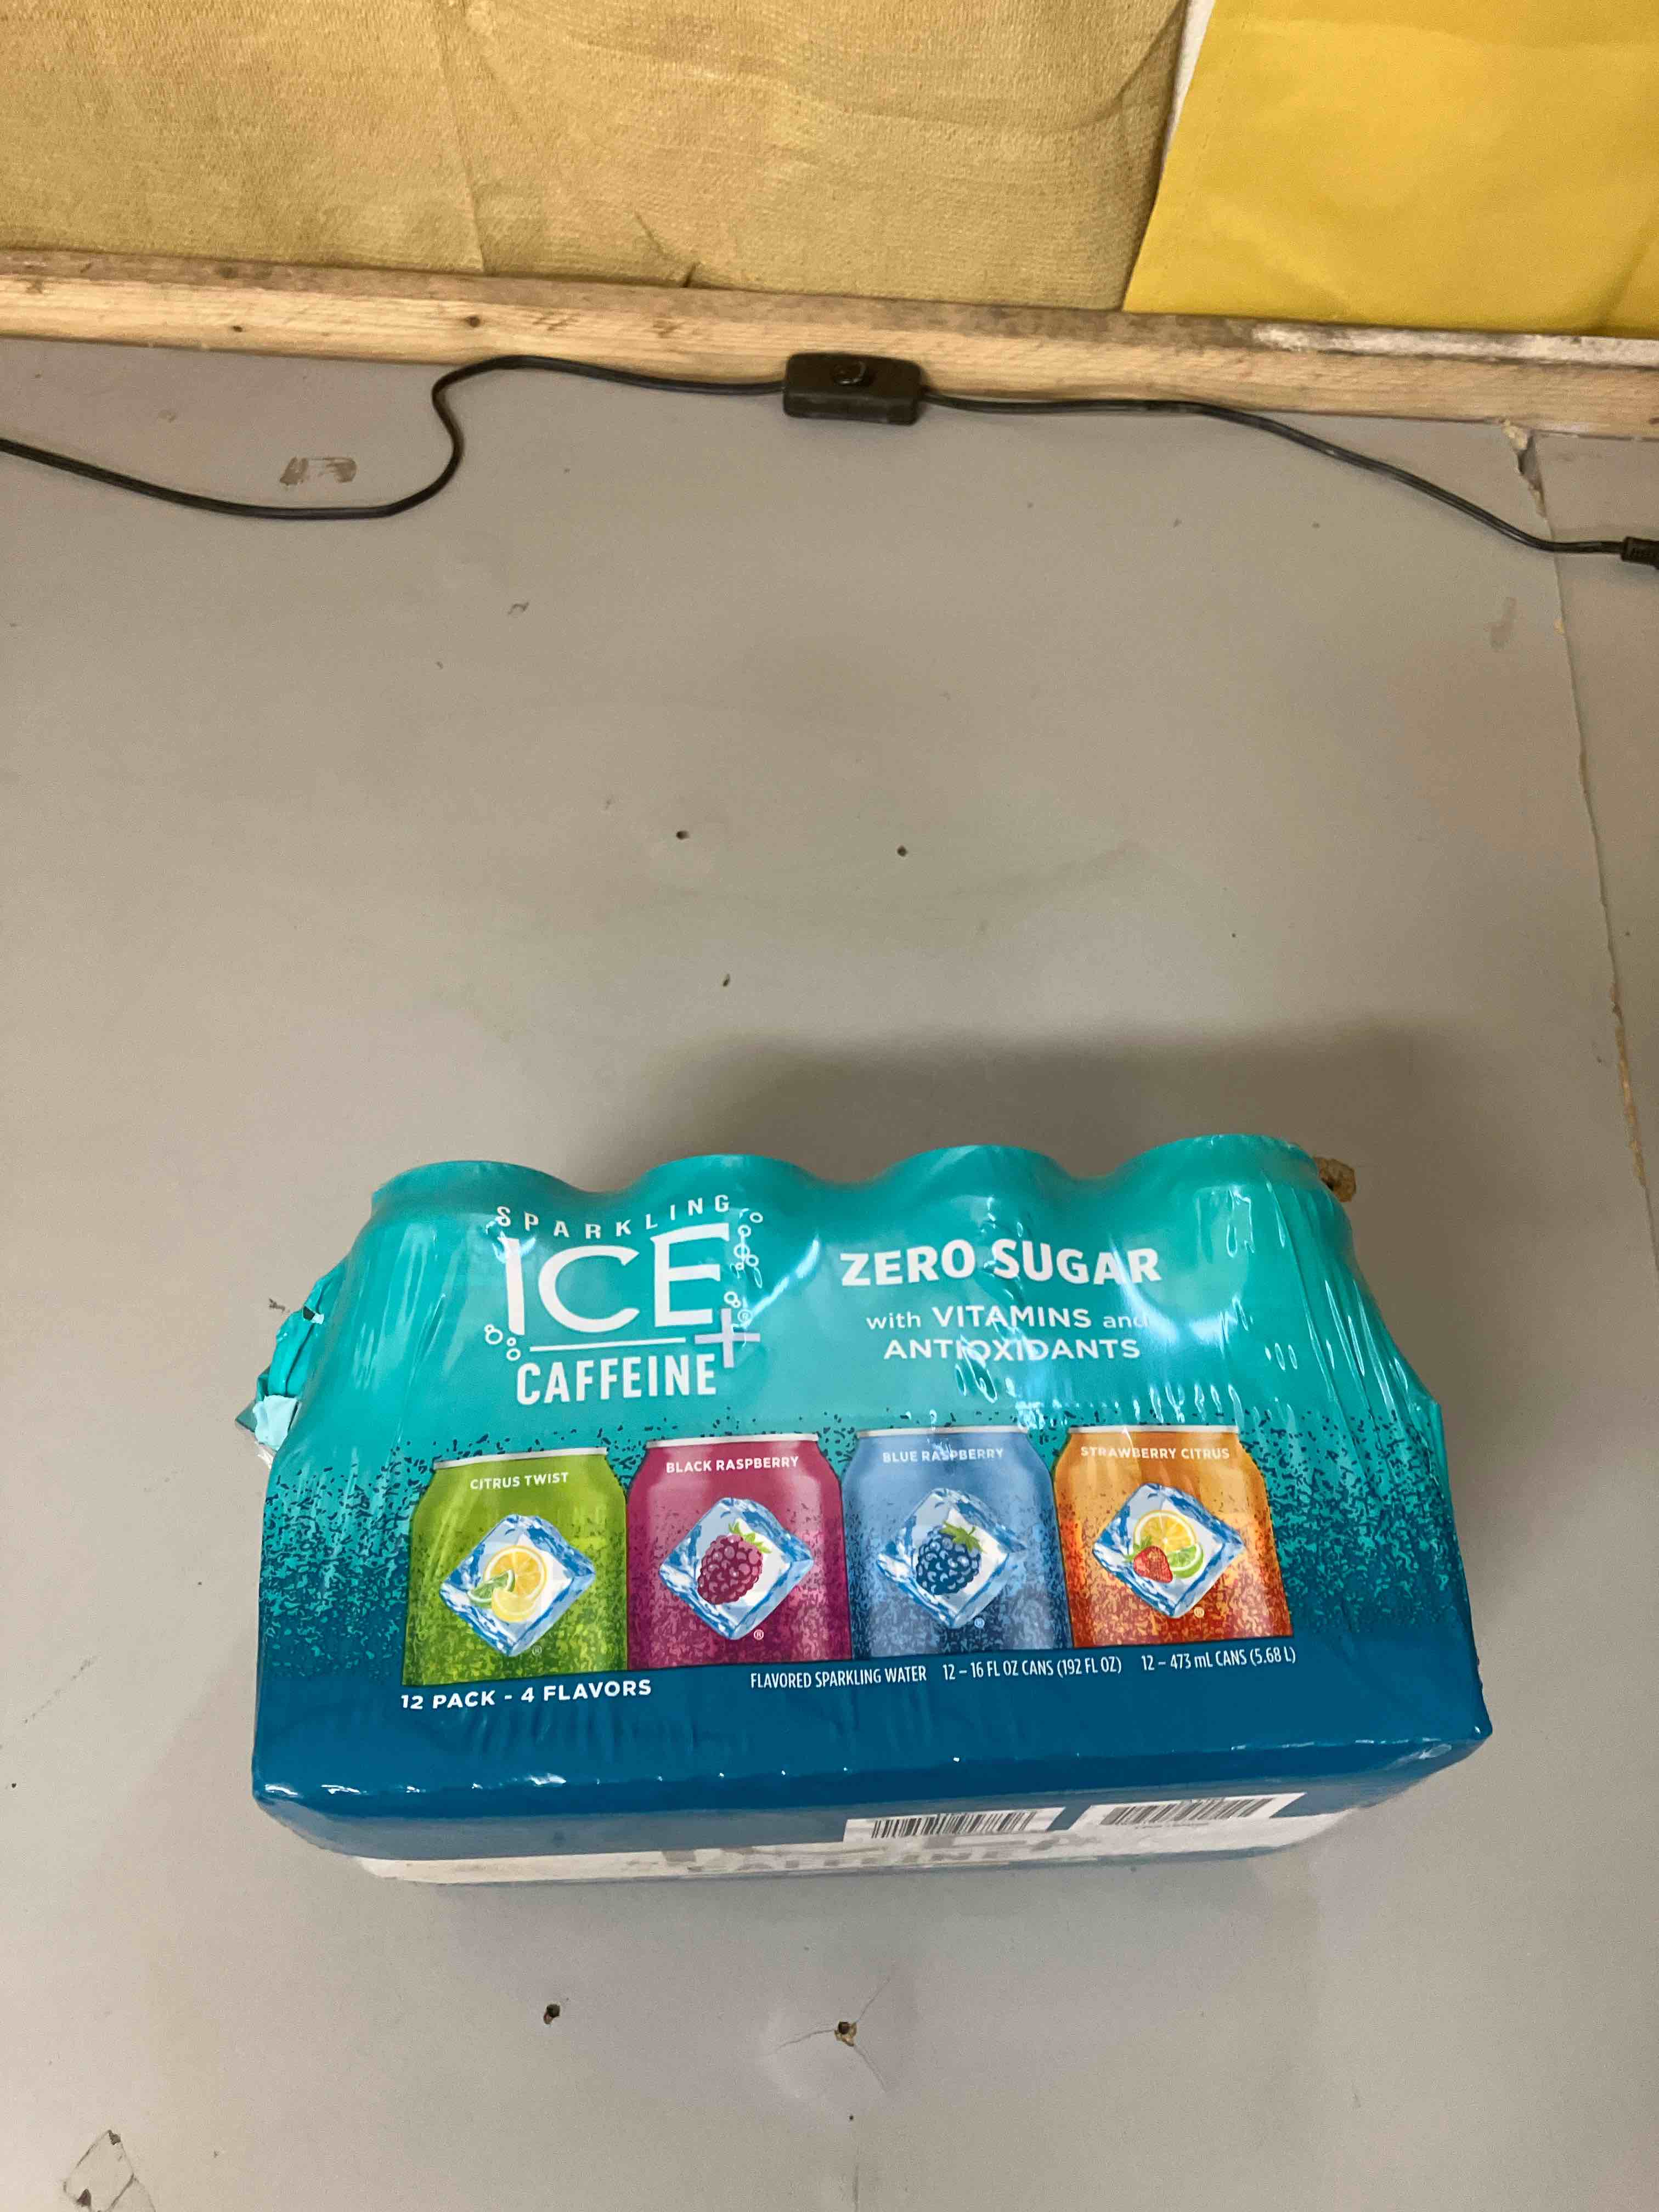 SPARKLING
ICE
+
CAFFEINE
ZERO SUGAR
with VITAMINS and
ANTIOXIDANTS
CITRUS TWIST
BLACK RASPBERRY
BLUE RASPBERRY
STRAWBERRY CITRUS
12 PACK - 4 FLAVORS
FLAVORED SPARKLING WATER 12 – 16 FL OZ CANS (192 FL OZ) 12 – 473 mL CANS (5.68 L)